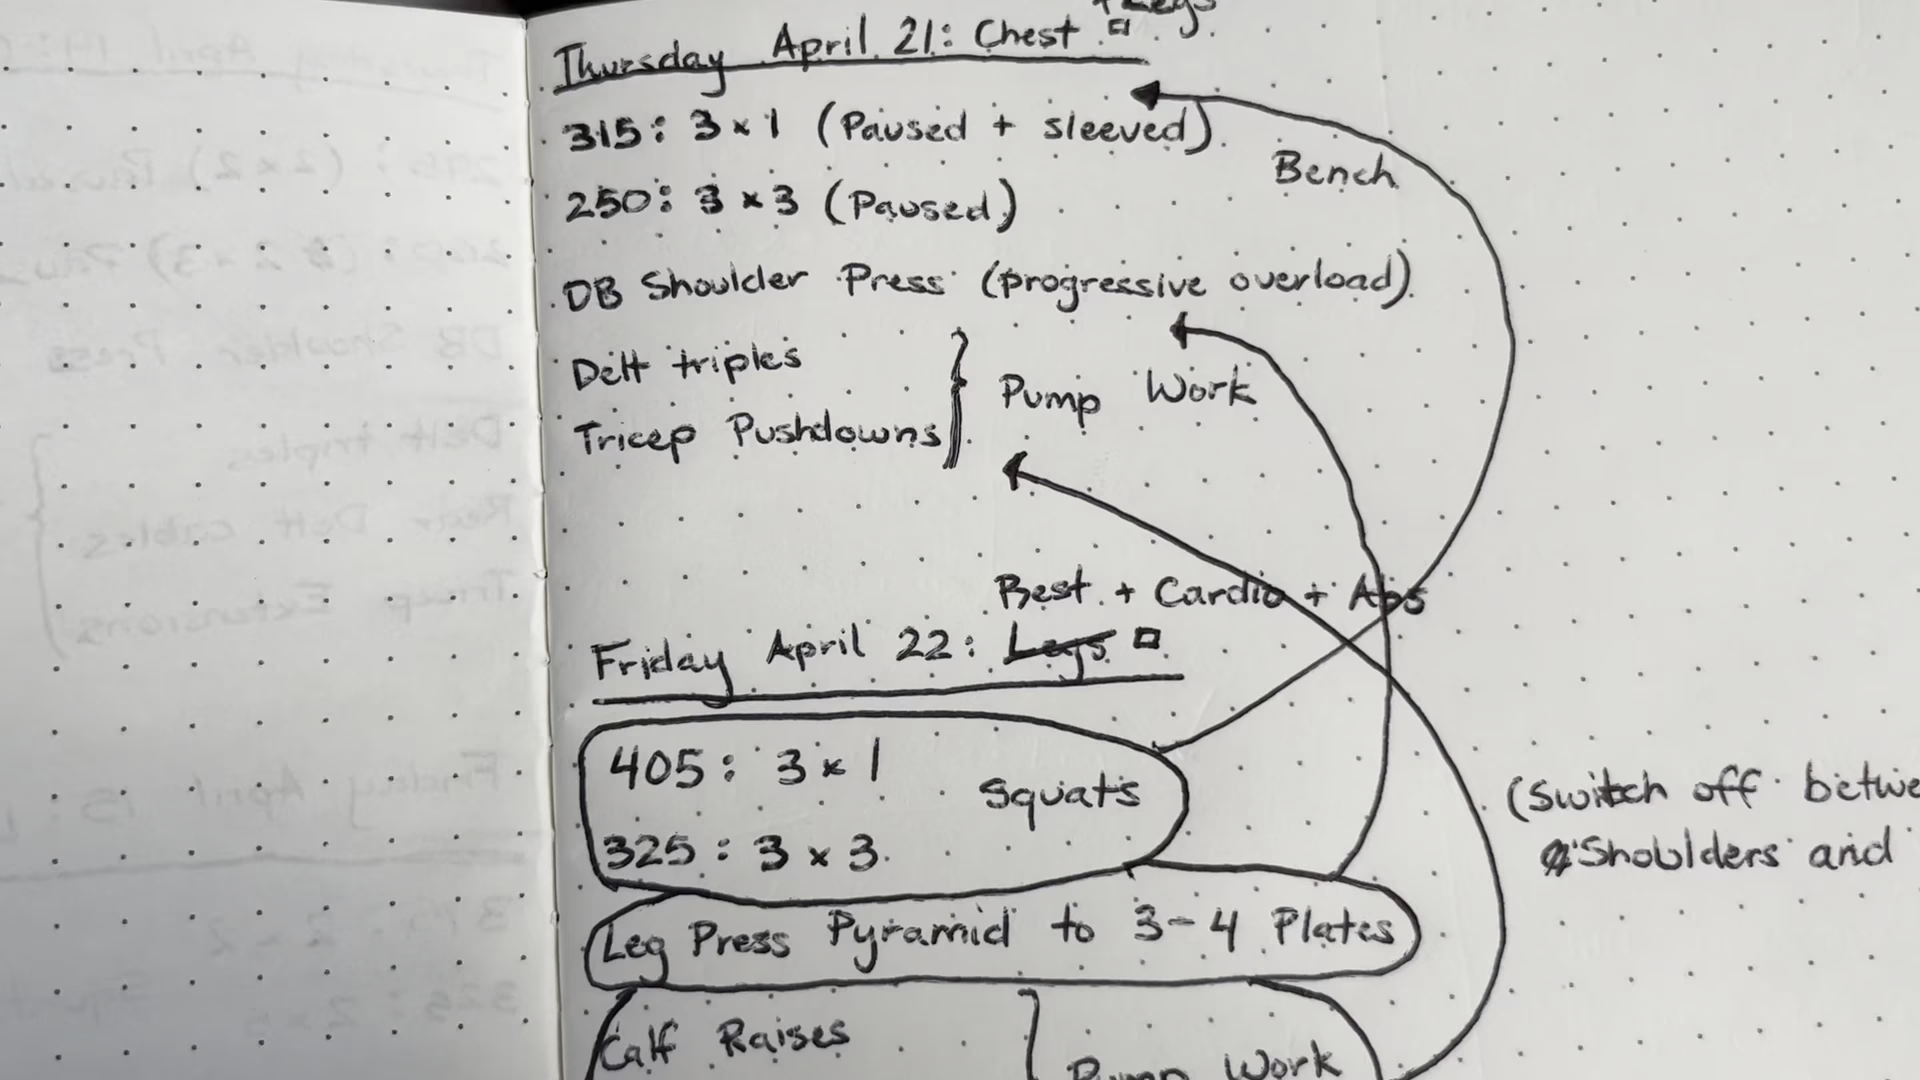 +Legs
Thursday April 21: Chest
315: 3 x 1 (Paused + sleeved)
Bench
250: 3 x 3 (Paused)
DB Shoulder Press (progressive overload)
Delt triples
Pump Work
Tricep Pushdowns
Rest + Cardio + Abs
Friday April 22: Legs
405: 3 x 1
Squats
325: 3 x 3
(Switch off betwe
Shoulders and
Leg Press Pyramid to 3-4 Plates
Calf Raises
Pump Work